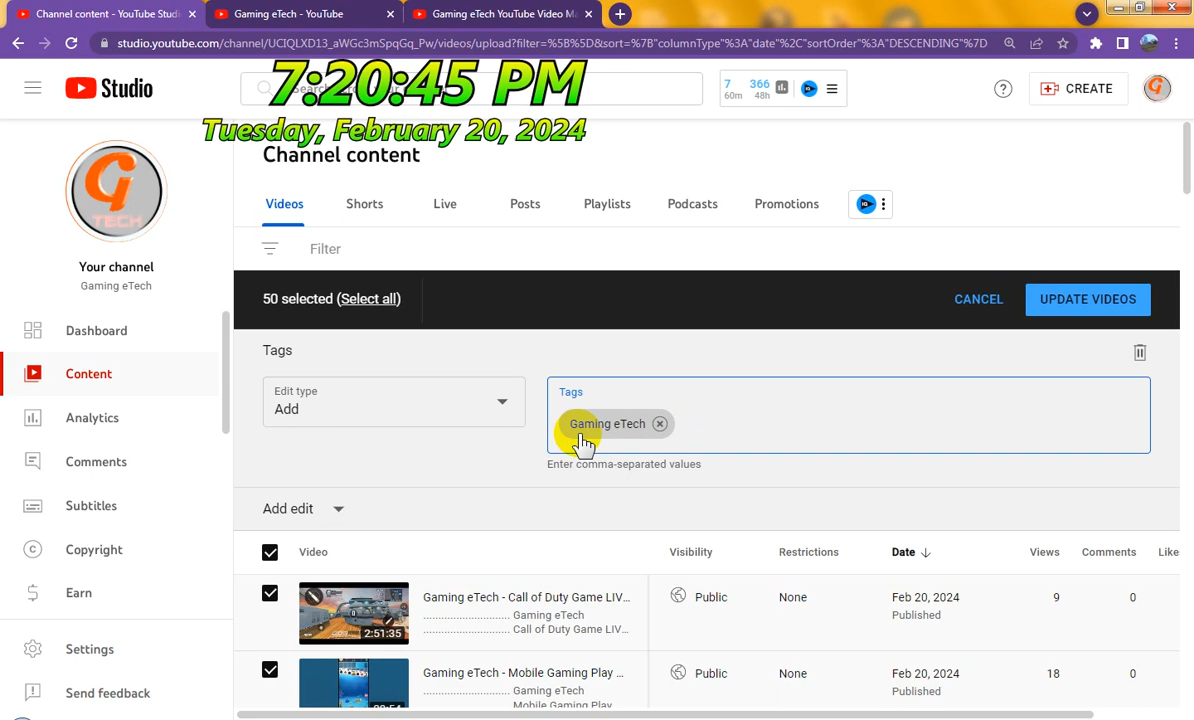 Channel content - YouTube Studi
Gaming eTech - YouTube
Gaming eTech YouTube Video Ma
studio.youtube.com/channel/UCIQLXD13_aWGc3mSpqGq_Pw/videos/upload?filter=%5B%5D&sort=%7B"columnType"%3A"date"%2C"sortOrder"%3A"DESCENDING"%7D
Studio
7:20:45 PM
7
60m
366
48h
CREATE
Tuesday, February 20, 2024
G
TECH
Your channel
Gaming eTech
Dashboard
Content
Analytics
Comments
Subtitles
Copyright
Earn
Settings
Send feedback
Channel content
Videos
Shorts
Live
Posts
Playlists
Podcasts
Promotions
Filter
50 selected (Select all)
CANCEL
UPDATE VIDEOS
Tags
Edit type
Add
Tags
Gaming eTech
Enter comma-separated values
Add edit
Video
Visibility
Restrictions
Date
Views
Comments
Like
2:51:35
Gaming eTech - Call of Duty Game LIV...
............................. Gaming eTech
............................. Call of Duty Game LIV...
Public
None
Feb 20, 2024
Published
9
0
Gaming eTech - Mobile Gaming Play ...
............................. Gaming eTech
Public
None
Feb 20, 2024
Published
18
0